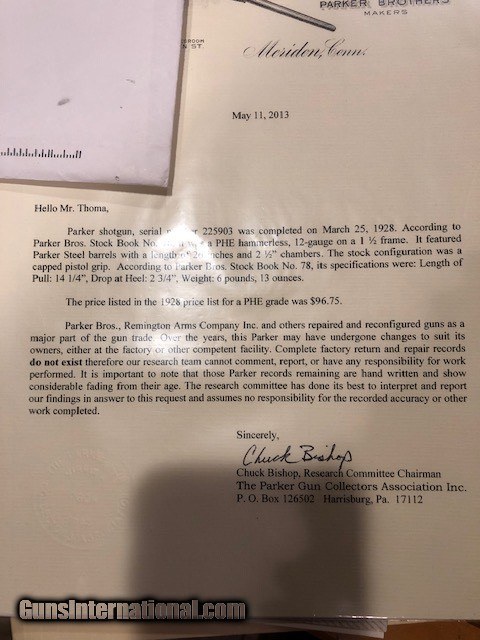 PARKER BROTHERS
MAKERS
Meriden, Conn.
May 11, 2013
Hello Mr. Thoma,
Parker shotgun, serial 225903 was completed on March 25, 1928. According to
Parker Bros. Stock Book No. a PHE hammerless, 12-gauge on a 1 ½ frame. It featured
Parker Steel barrels with a length inches and 2 ½" chambers. The stock configuration was a
capped pistol grip. According to Parker Bros. Stock Book No. 78, its specifications were: Length of
Pull: 14 1/4", Drop at Heel: 2 3/4", Weight: 6 pounds, 13 ounces.
The price listed in the 1928 price list for a PHE grade was $96.75.
Parker Bros., Remington Arms Company Inc. and others repaired and reconfigured guns as a
major part of the gun trade. Over the years, this Parker may have undergone changes to suit its
owners, either at the factory or other competent facility. Complete factory return and repair records
do not exist therefore our research team cannot comment, report, or have any responsibility for work
performed. It is important to note that those Parker records remaining are hand written and show
considerable fading from their age. The research committee has done its best to interpret and report
our findings in answer to this request and assumes no responsibility for the recorded accuracy or other
work completed.
Sincerely,
Chuck Bishop
Chuck Bishop, Research Committee Chairman
The Parker Gun Collectors Association Inc.
P. O. Box 126502 Harrisburg, Pa. 17112
GunsInternational.com